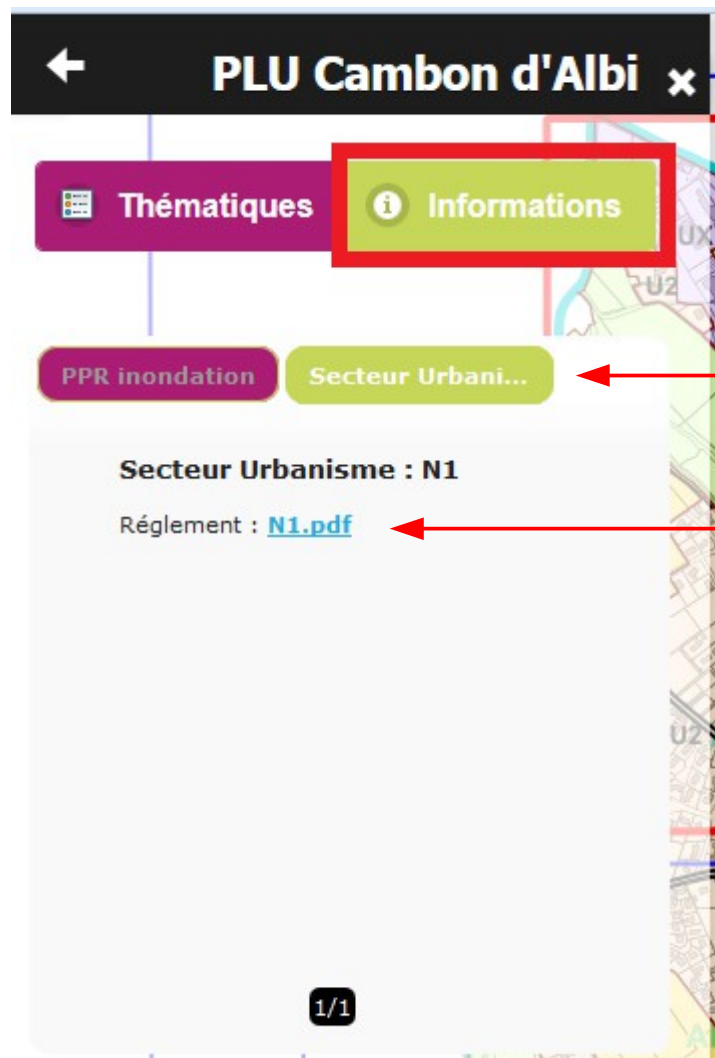 PLU Cambon d'Albi
Thématiques
Informations
UX
U2
PPR inondation
Secteur Urbani...
Secteur Urbanisme : N1
Réglement : N1.pdf
U2
1/1